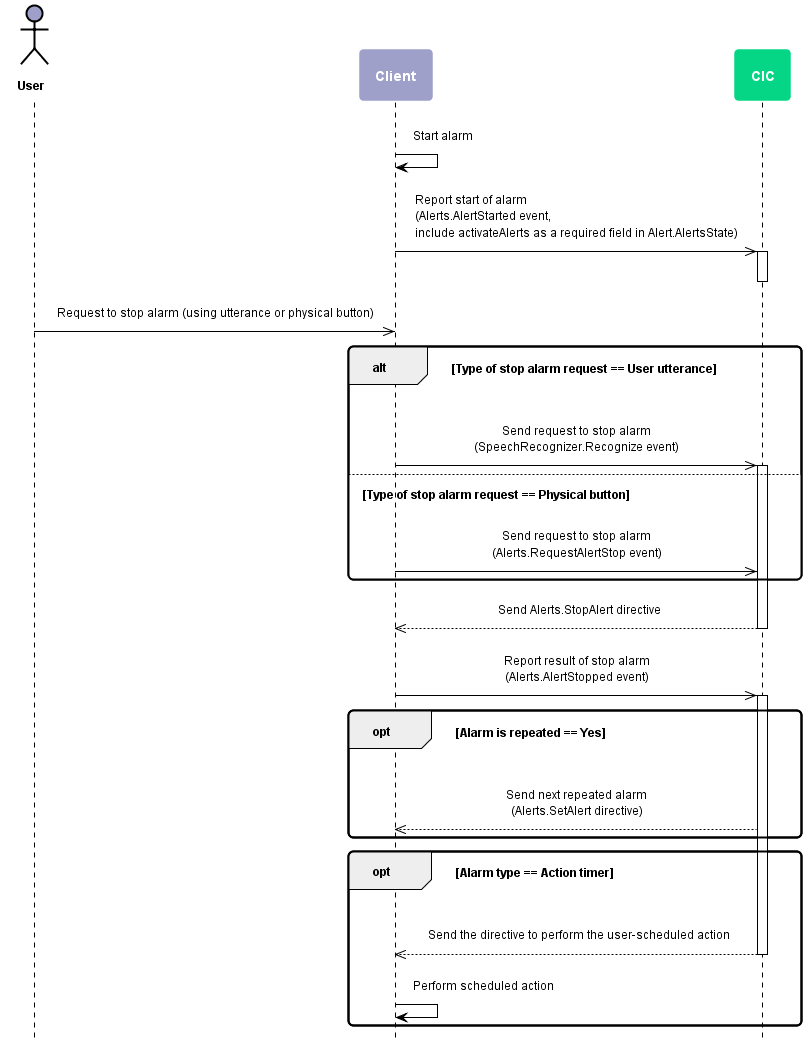 User
Client
CIC
Start alarm
Report start of alarm
(Alerts.AlertStarted event,
include activateAlerts as a required field in Alert.AlertsState)
Request to stop alarm (using utterance or physical button)
alt
[Type of stop alarm request == User utterance]
Send request to stop alarm
(SpeechRecognizer.Recognize event)
[Type of stop alarm request == Physical button]
Send request to stop alarm
(Alerts.RequestAlertStop event)
Send Alerts.StopAlert directive
Report result of stop alarm
(Alerts.AlertStopped event)
opt
[Alarm is repeated == Yes]
Send next repeated alarm
(Alerts.SetAlert directive)
opt
[Alarm type == Action timer]
Send the directive to perform the user-scheduled action
Perform scheduled action